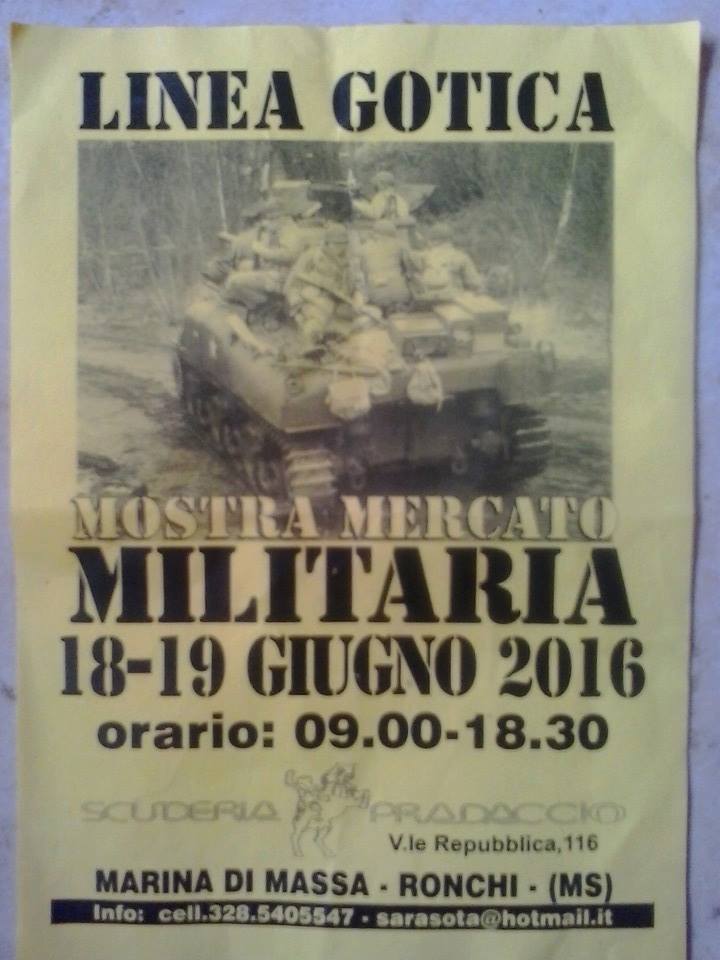 LINEA GOTICA
MOSTRA MERCATO
MILITARIA
18-19 GIUGNO 2016
orario: 09.00-18.30
SCUDERIA PRADACCIO
V.le Repubblica,116
MARINA DI MASSA - RONCHI - (MS)
Info: cell.328.5405547 - sarasota@hotmail.it